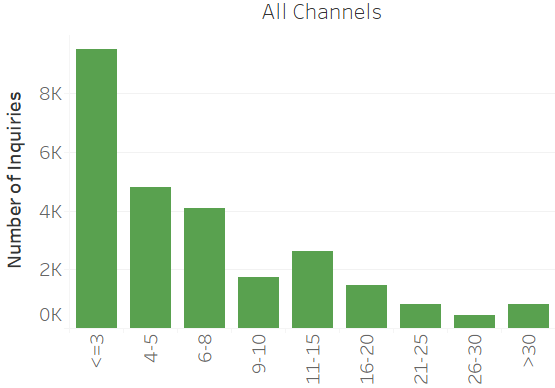 All Channels
Number of Inquiries
8K
6K
4K
2K
0K
<=3
4-5
6-8
9-10
11-15
16-20
21-25
26-30
>30